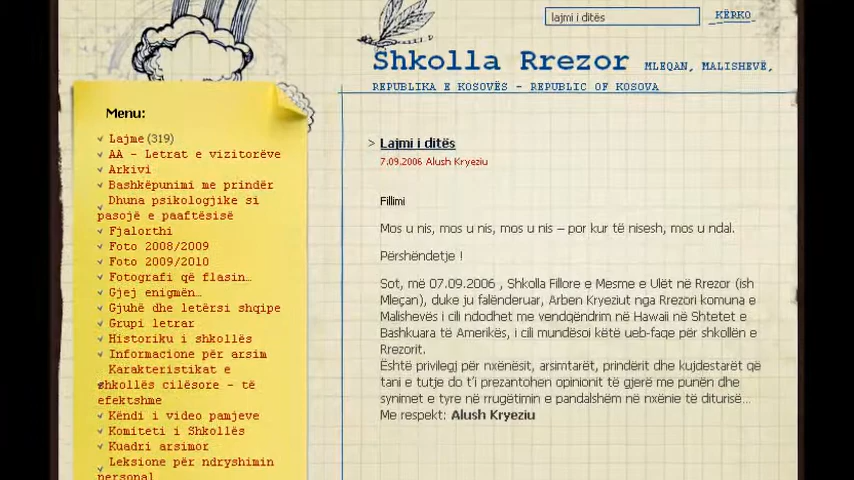 lajmi i ditës
KËRKO
Shkolla Rrezor MLEQAN, MALISHEVË,
REPUBLIKA E KOSOVËS - REPUBLIC OF KOSOVA
Menu:
Lajme (319)
AA - Letrat e vizitorëve
Arkivi
Bashkëpunimi me prindër
Dhuna psikologjike si
pasojë e paaftësisë
Fjalorthi
Foto 2008/2009
Foto 2009/2010
Fotografi që flasin…
Gjej enigmën…
Gjuhë dhe letërsi shqipe
Grupi letrar
Historiku i shkollës
Informacione për arsim
Karakteristikat e
shkollës cilësore - të
efektshme
Këndi i video pamjeve
Komiteti i Shkollës
Kuadri arsimor
Leksione për ndryshimin
personal
> Lajmi i ditës
7.09.2006 Alush Kryeziu
Fillimi
Mos u nis, mos u nis, mos u nis – por kur të nisesh, mos u ndal.
Përshëndetje !
Sot, më 07.09.2006 , Shkolla Fillore e Mesme e Ulët në Rrezor (ish
Mleçan), duke ju falënderuar, Arben Kryeziut nga Rrezori komuna e
Malishevës i cili ndodhet me vendqëndrim në Hawaii në Shtetet e
Bashkuara të Amerikës, i cili mundësoi këtë ueb-faqe për shkollën e
Rrezorit.
Është privilegj për nxënësit, arsimtarët, prindërit dhe kujdestarët që
tani e tutje do t'i prezantohen opinionit të gjerë me punën dhe
synimet e tyre në rrugëtimin e pandalshëm në nxënie të diturisë…
Me respekt: Alush Kryeziu